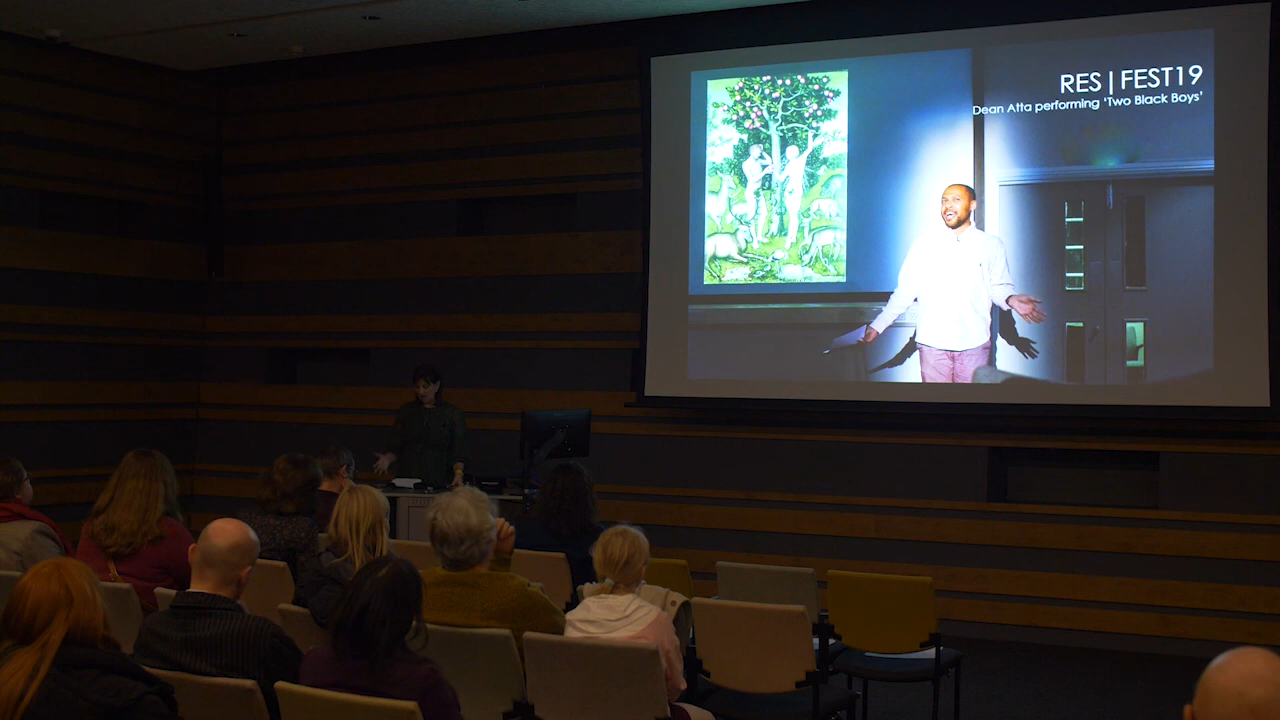 RES | FEST19
Dean Atta performing 'Two Black Boys'